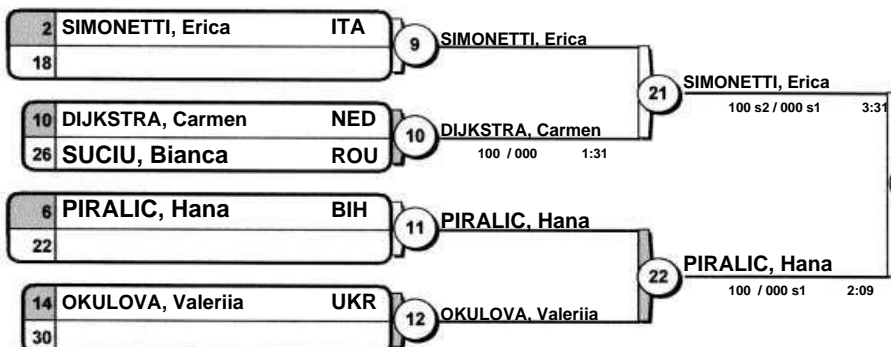 2 SIMONETTI, Erica ITA
18
9
SIMONETTI, Erica
10 DIJKSTRA, Carmen NED
26 SUCIU, Bianca ROU
10
DIJKSTRA, Carmen
100 / 000 1:31
21
SIMONETTI, Erica
100 s2 / 000 s1 3:31
6 PIRALIC, Hana BIH
22
11
PIRALIC, Hana
14 OKULOVA, Valeriia UKR
30
12
OKULOVA, Valeriia
22
PIRALIC, Hana
100 / 000 s1 2:09